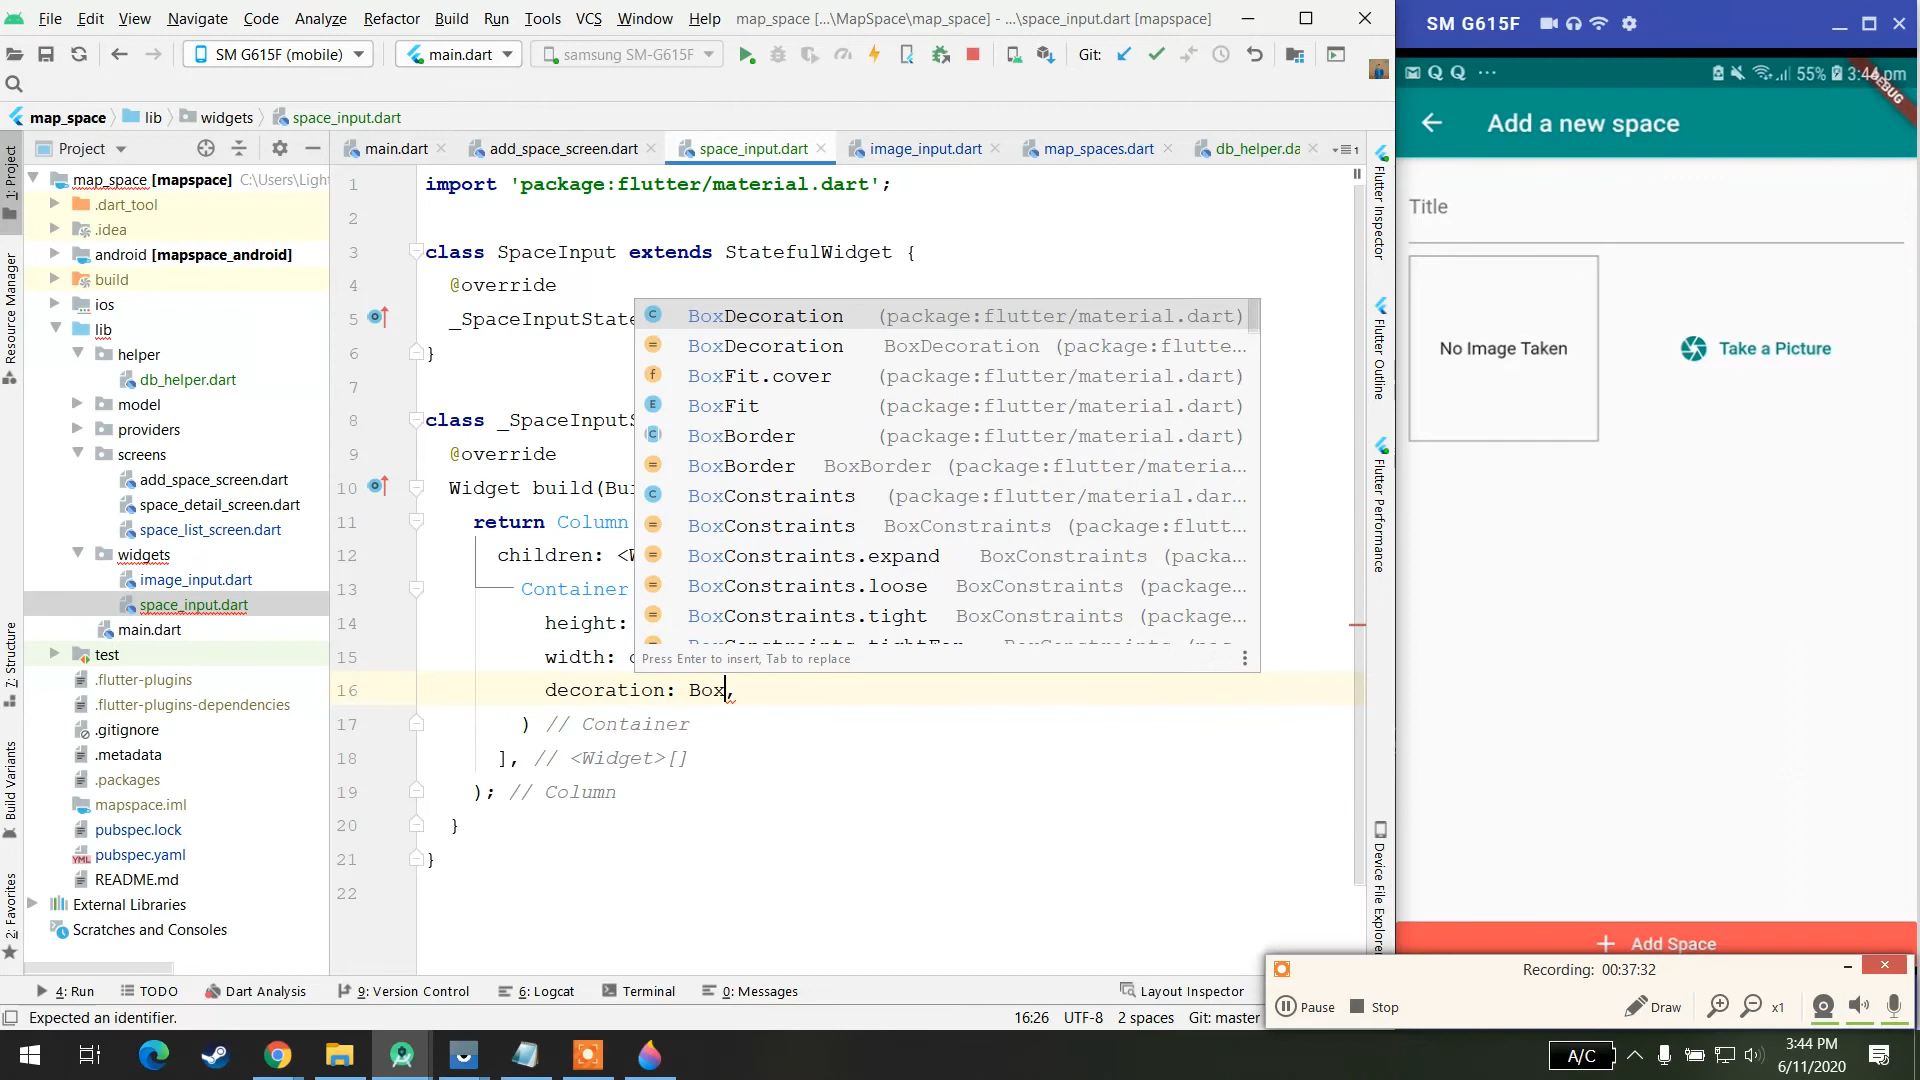 File Edit View Navigate Code Analyze Refactor Build Run Tools VCS Window Help map_space [...\MapSpace\map_space] - ...\space_input.dart [mapspace]
SM G615F (mobile) main.dart samsung SM-G615F Git:
map_space lib widgets space_input.dart
Project
main.dart add_space_screen.dart space_input.dart image_input.dart map_spaces.dart db_helper.da
1: Project
Resource Manager
7: Structure
Build Variants
2: Favorites
map_space [mapspace] C:\Users\Light
.dart_tool
.idea
android [mapspace_android]
build
ios
lib
helper
db_helper.dart
model
providers
screens
add_space_screen.dart
space_detail_screen.dart
space_list_screen.dart
widgets
image_input.dart
space_input.dart
main.dart
test
.flutter-plugins
.flutter-plugins-dependencies
.gitignore
.metadata
.packages
mapspace.iml
pubspec.lock
pubspec.yaml
README.md
External Libraries
Scratches and Consoles
1 import 'package:flutter/material.dart';
2
3 class SpaceInput extends StatefulWidget {
4 @override
5 _SpaceInputState
6 }
7
8 class _SpaceInputS
9 @override
10 Widget build(Bui
11 return Column
12 children: <W
13 Container
14 height:
15 width:
16 decoration: Box,
17 ) // Container
18 ], // <Widget>[]
19 ); // Column
20 }
21 }
22
BoxDecoration (package:flutter/material.dart)
BoxDecoration BoxDecoration (package:flutte...
BoxFit.cover (package:flutter/material.dart)
BoxFit (package:flutter/material.dart)
BoxBorder (package:flutter/material.dart)
BoxBorder BoxBorder (package:flutter/materia...
BoxConstraints (package:flutter/material.dar...
BoxConstraints BoxConstraints (package:flutt...
BoxConstraints.expand BoxConstraints (packa...
BoxConstraints.loose BoxConstraints (package...
BoxConstraints.tight BoxConstraints (package...
Press Enter to insert, Tab to replace
Flutter Inspector
Flutter Outline
Flutter Performance
Device File Explorer
4: Run TODO Dart Analysis 9: Version Control 6: Logcat Terminal 0: Messages Layout Inspector
Expected an identifier. 16:26 UTF-8 2 spaces Git: master
SM G615F
55% 3:44 pm
DEBUG
Add a new space
Title
No Image Taken
Take a Picture
Add Space
Recording: 00:37:32
Pause Stop Draw x1
A/C
3:44 PM
6/11/2020